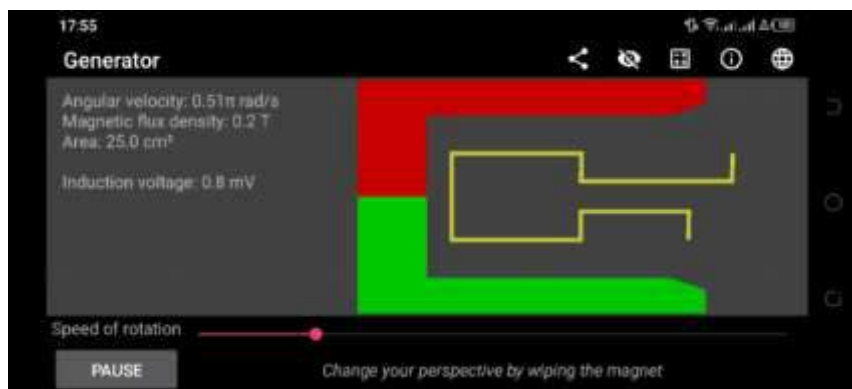 17:55
Generator
Angular velocity: 0.51π rad/s
Magnetic flux density: 0.2 T
Area: 25.0 cm²
Induction voltage: 0.8 mV
Speed of rotation
PAUSE
Change your perspective by wiping the magnet